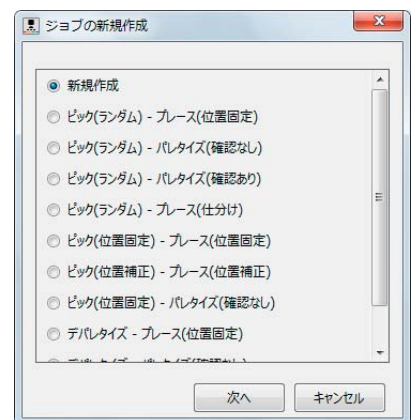 ジョブの新規作成
新規作成
ピック(ランダム) - プレース(位置固定)
ピック(ランダム) - パレタイズ(確認なし)
ピック(ランダム) - パレタイズ(確認あり)
ピック(ランダム) - プレース(仕分け)
ピック(位置固定) - プレース(位置固定)
ピック(位置補正) - プレース(位置補正)
ピック(位置固定) - パレタイズ(確認なし)
デパレタイズ - プレース(位置固定)
次へ
キャンセル